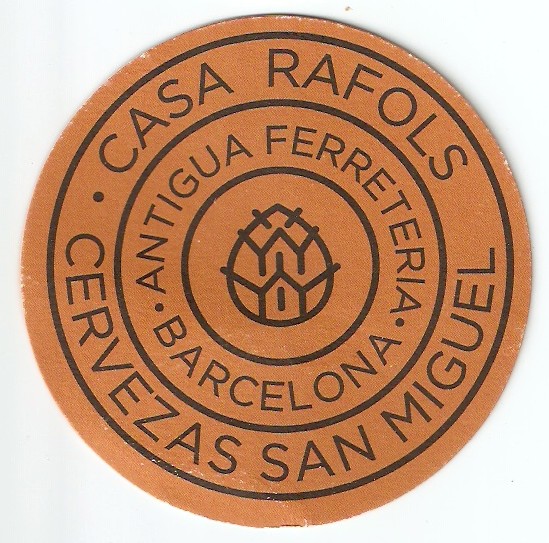 · CASA RAFOLS
CERVEZAS SAN MIGUEL
· ANTIGUA FERRETERIA ·
BARCELONA